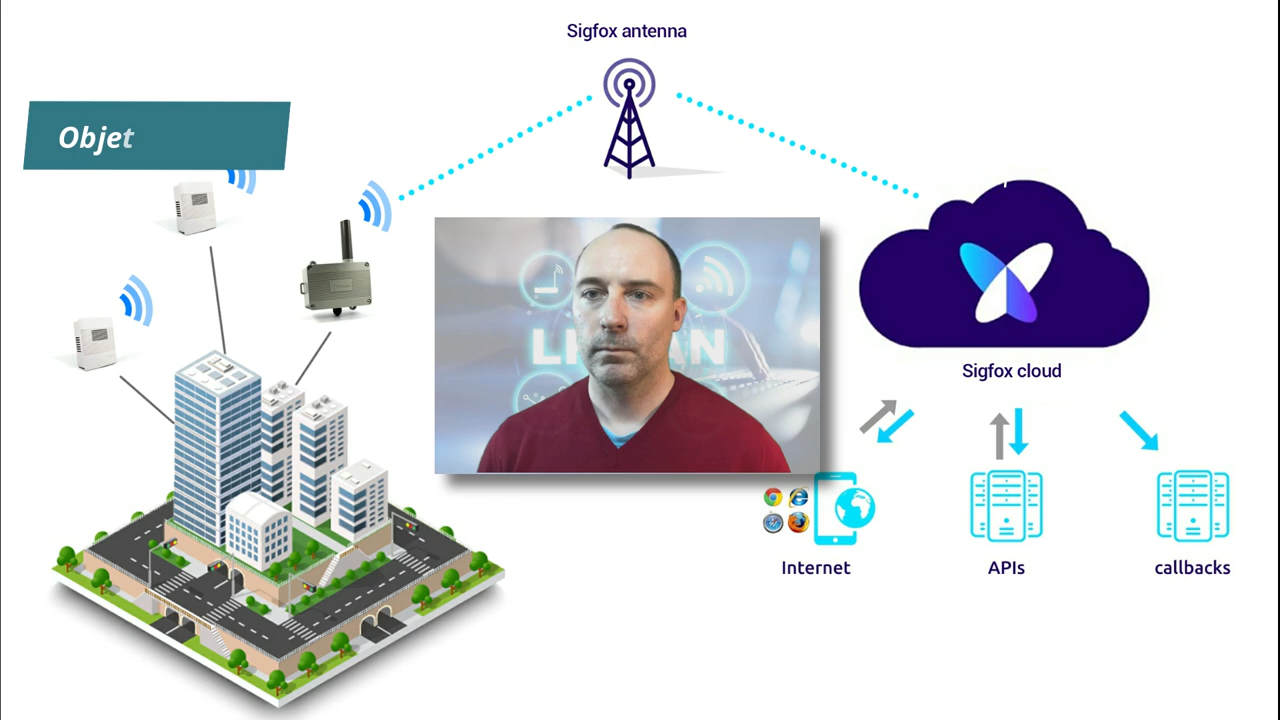 Sigfox antenna
Objet
Sigfox cloud
Internet
APIs
callbacks